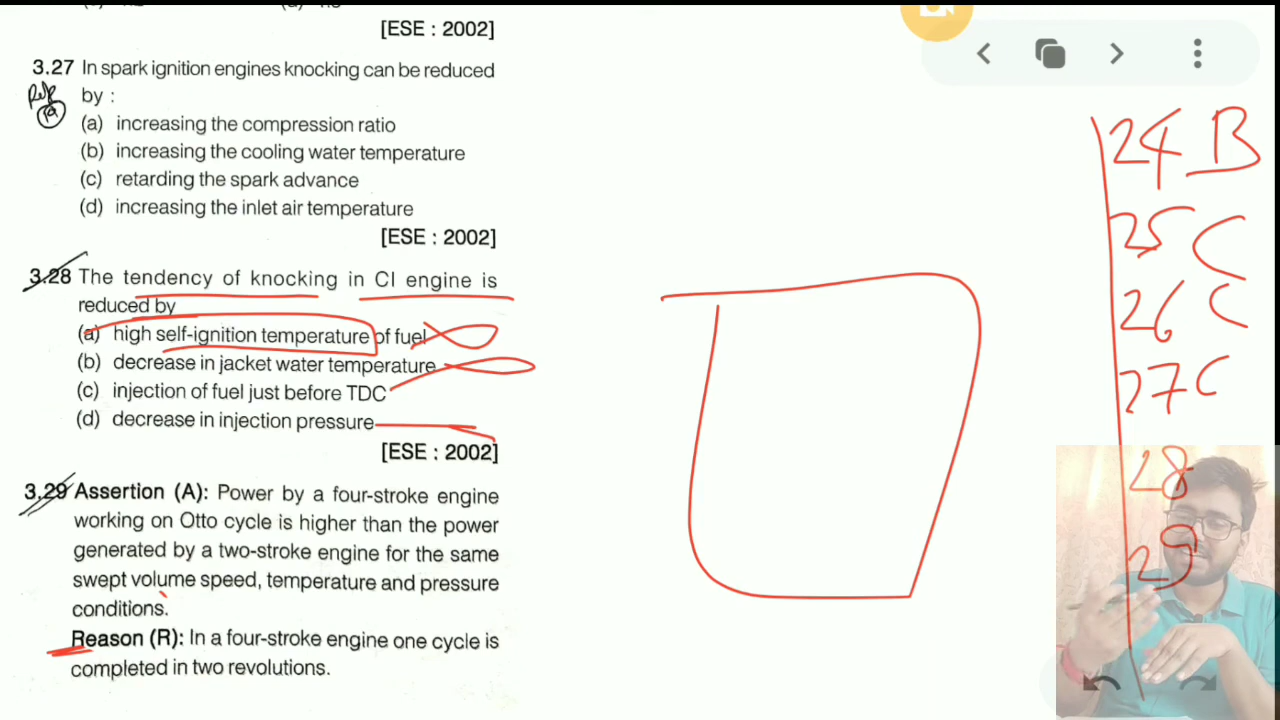 [ESE : 2002]
3.27 In spark ignition engines knocking can be reduced
by :
(a) increasing the compression ratio
(b) increasing the cooling water temperature
(c) retarding the spark advance
(d) increasing the inlet air temperature
[ESE : 2002]
3.28 The tendency of knocking in CI engine is
reduced by
(a) high self-ignition temperature of fuel
(b) decrease in jacket water temperature
(c) injection of fuel just before TDC
(d) decrease in injection pressure
[ESE : 2002]
3.29 Assertion (A): Power by a four-stroke engine
working on Otto cycle is higher than the power
generated by a two-stroke engine for the same
swept volume speed, temperature and pressure
conditions.
Reason (R): In a four-stroke engine one cycle is
completed in two revolutions.
24 B
25 C
26 C
27 C
28
29